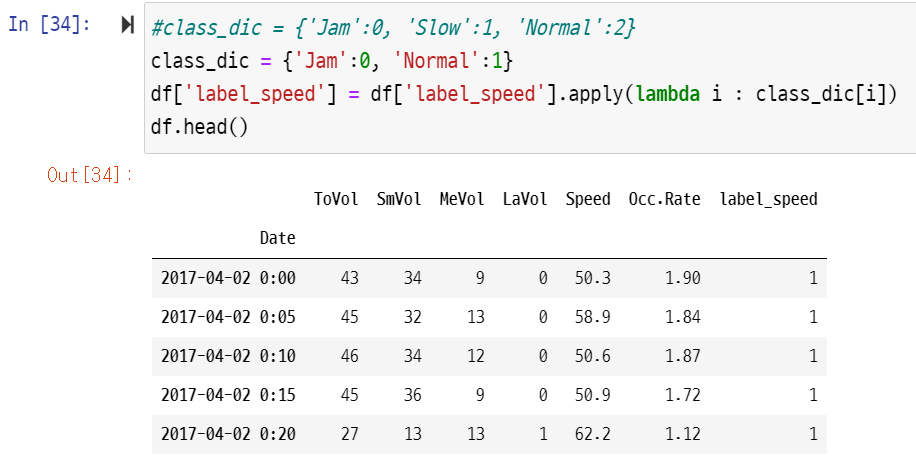 In [34]:
#class_dic = {'Jam':0, 'Slow':1, 'Normal':2}
class_dic = {'Jam':0, 'Normal':1}
df['label_speed'] = df['label_speed'].apply(lambda i : class_dic[i])
df.head()
Out[34]:
ToVol SmVol MeVol LaVol Speed Occ.Rate label_speed
Date
2017-04-02 0:00 43 34 9 0 50.3 1.90 1
2017-04-02 0:05 45 32 13 0 58.9 1.84 1
2017-04-02 0:10 46 34 12 0 50.6 1.87 1
2017-04-02 0:15 45 36 9 0 50.9 1.72 1
2017-04-02 0:20 27 13 13 1 62.2 1.12 1